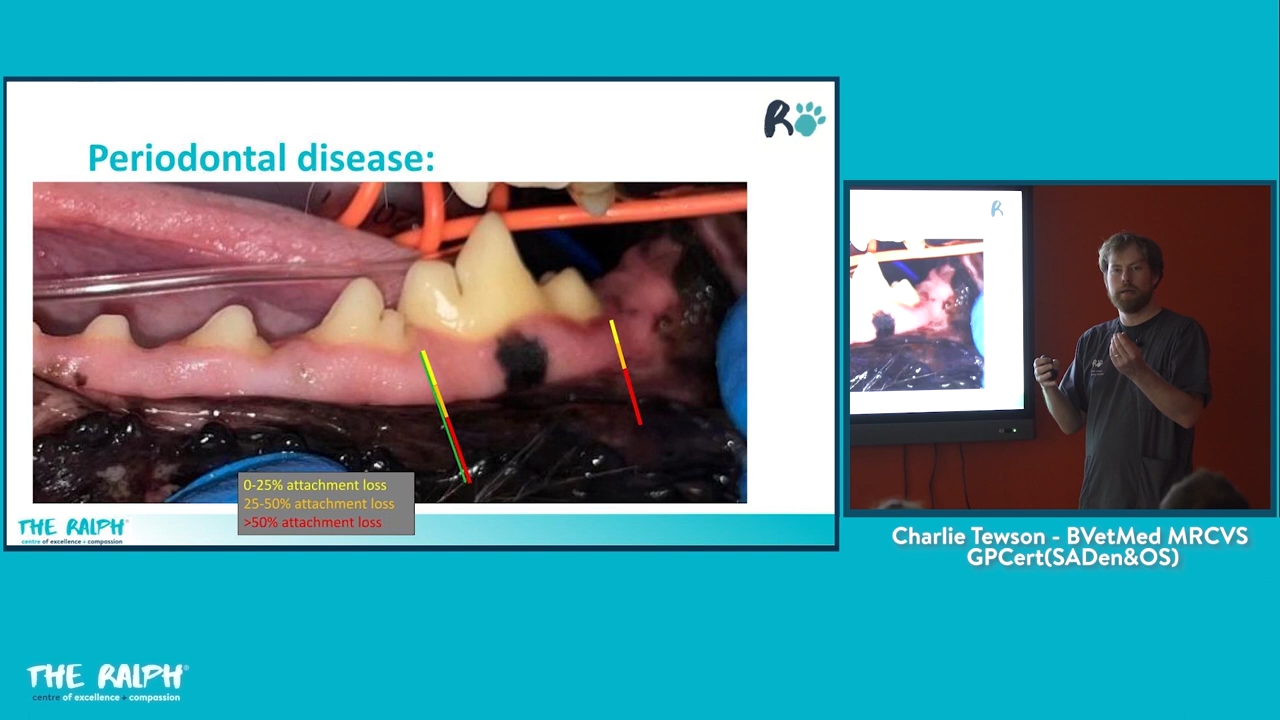 R
Periodontal disease:
0-25% attachment loss
25-50% attachment loss
>50% attachment loss
THE RALPH®
centre of excellence + compassion
R
Charlie Tewson - BVetMed MRCVS
GPCert(SADen&OS)
THE RALPH®
centre of excellence + compassion